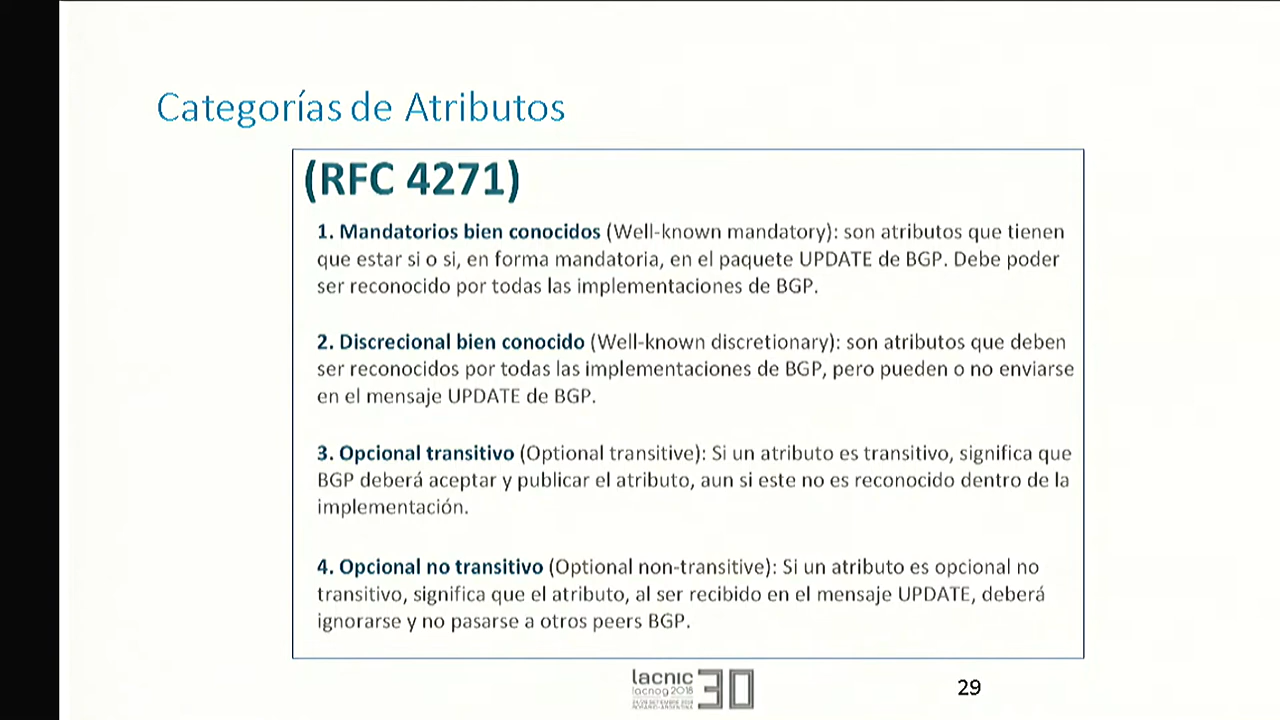 Categorías de Atributos
(RFC 4271)
1. Mandatorios bien conocidos (Well-known mandatory): son atributos que tienen
que estar si o si, en forma mandatoria, en el paquete UPDATE de BGP. Debe poder
ser reconocido por todas las implementaciones de BGP.
2. Discrecional bien conocido (Well-known discretionary): son atributos que deben
ser reconocidos por todas las implementaciones de BGP, pero pueden o no enviarse
en el mensaje UPDATE de BGP.
3. Opcional transitivo (Optional transitive): Si un atributo es transitivo, significa que
BGP deberá aceptar y publicar el atributo, aun si este no es reconocido dentro de la
implementación.
4. Opcional no transitivo (Optional non-transitive): Si un atributo es opcional no
transitivo, significa que el atributo, al ser recibido en el mensaje UPDATE, deberá
ignorarse y no pasarse a otros peers BGP.
lacnic 30
lacnog 2018
29